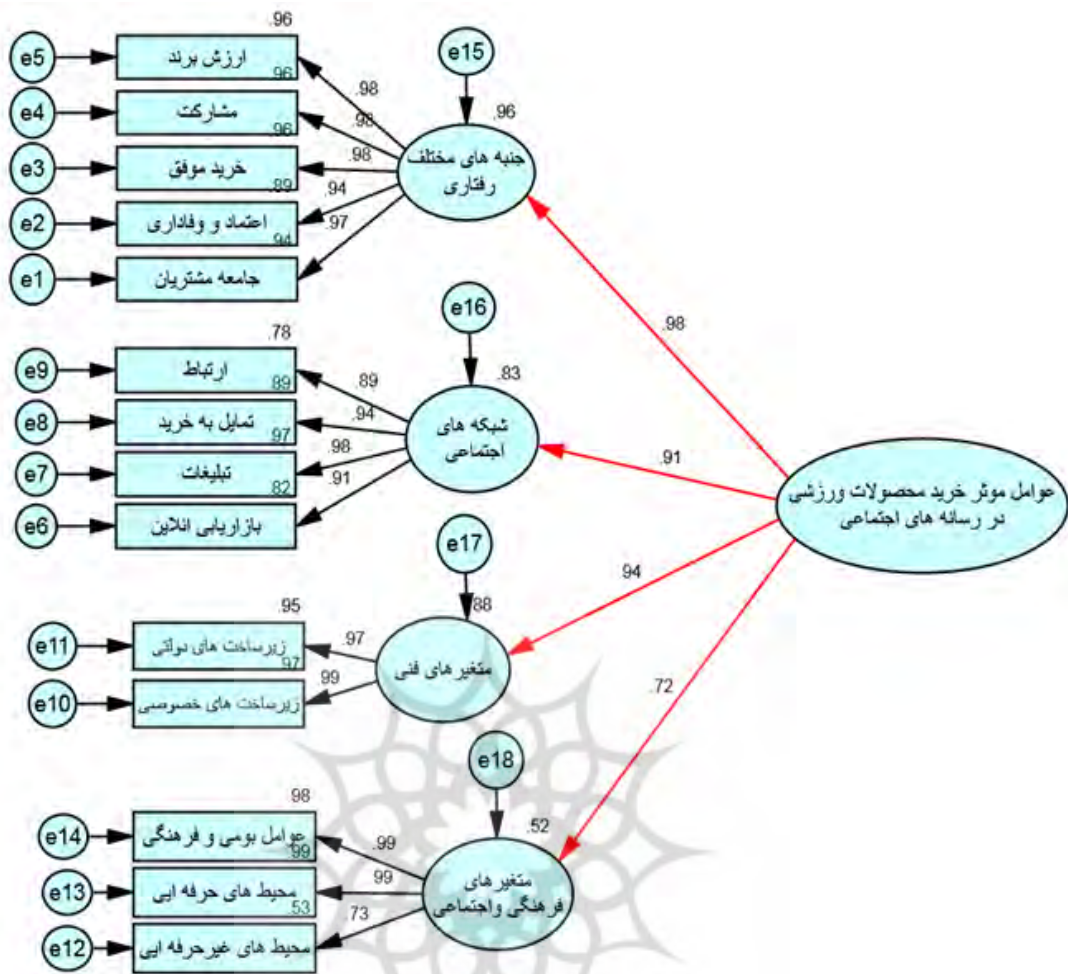 .96
e5
ارزش برند
.96
.98
e15
.96
e4
مشارکت
.96
.98
جنبه های مختلف
رفتاری
e3
خرید موفق
.89
.98
e2
اعتماد و وفاداری
.94
.94
e1
جامعه مشتریان
.97
.98
e16
.83
.78
e9
ارتباط
.89
.89
شبکه های
اجتماعی
e8
تمایل به خرید
.97
.94
e7
تبلیغات
.82
.98
e6
بازاریابی انلاین
.91
.91
عوامل موثر خرید محصولات ورزشی
در رسانه های اجتماعی
e17
.88
.95
e11
زیرساخت های دولتی
.97
.97
متغیرهای فنی
94
e10
زیرساخت های خصوصی
.99
.72
e18
.52
.98
e14
عوامل بومی و فرهنگی
.99
.99
متغیرهای
فرهنگی واجتماعی
e13
محیط های حرفه ایی
.53
.99
e12
محیط های غیرحرفه ایی
.73